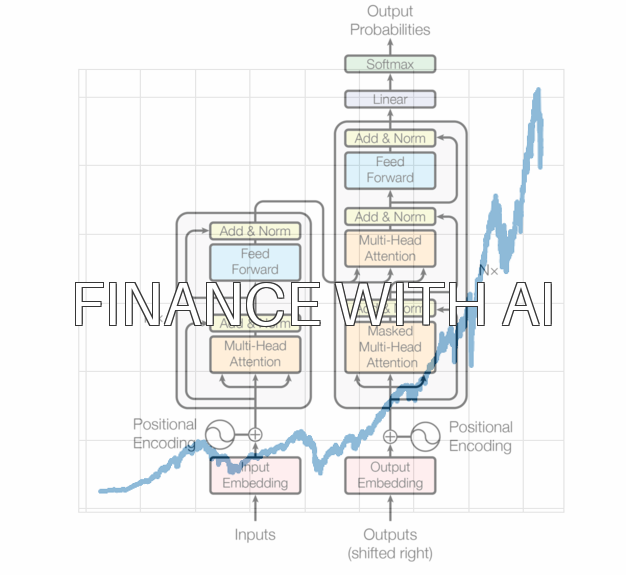 Output
Probabilities
Softmax
Linear
Add & Norm
Feed
Forward
Add & Norm
Multi-Head
Attention
Add & Norm
Feed
Forward
N×
FINANCE WITH AI
Add & Norm
Add & Norm
Multi-Head
Attention
Masked
Multi-Head
Attention
Positional
Encoding
Positional
Encoding
Input
Embedding
Output
Embedding
Inputs
Outputs
(shifted right)